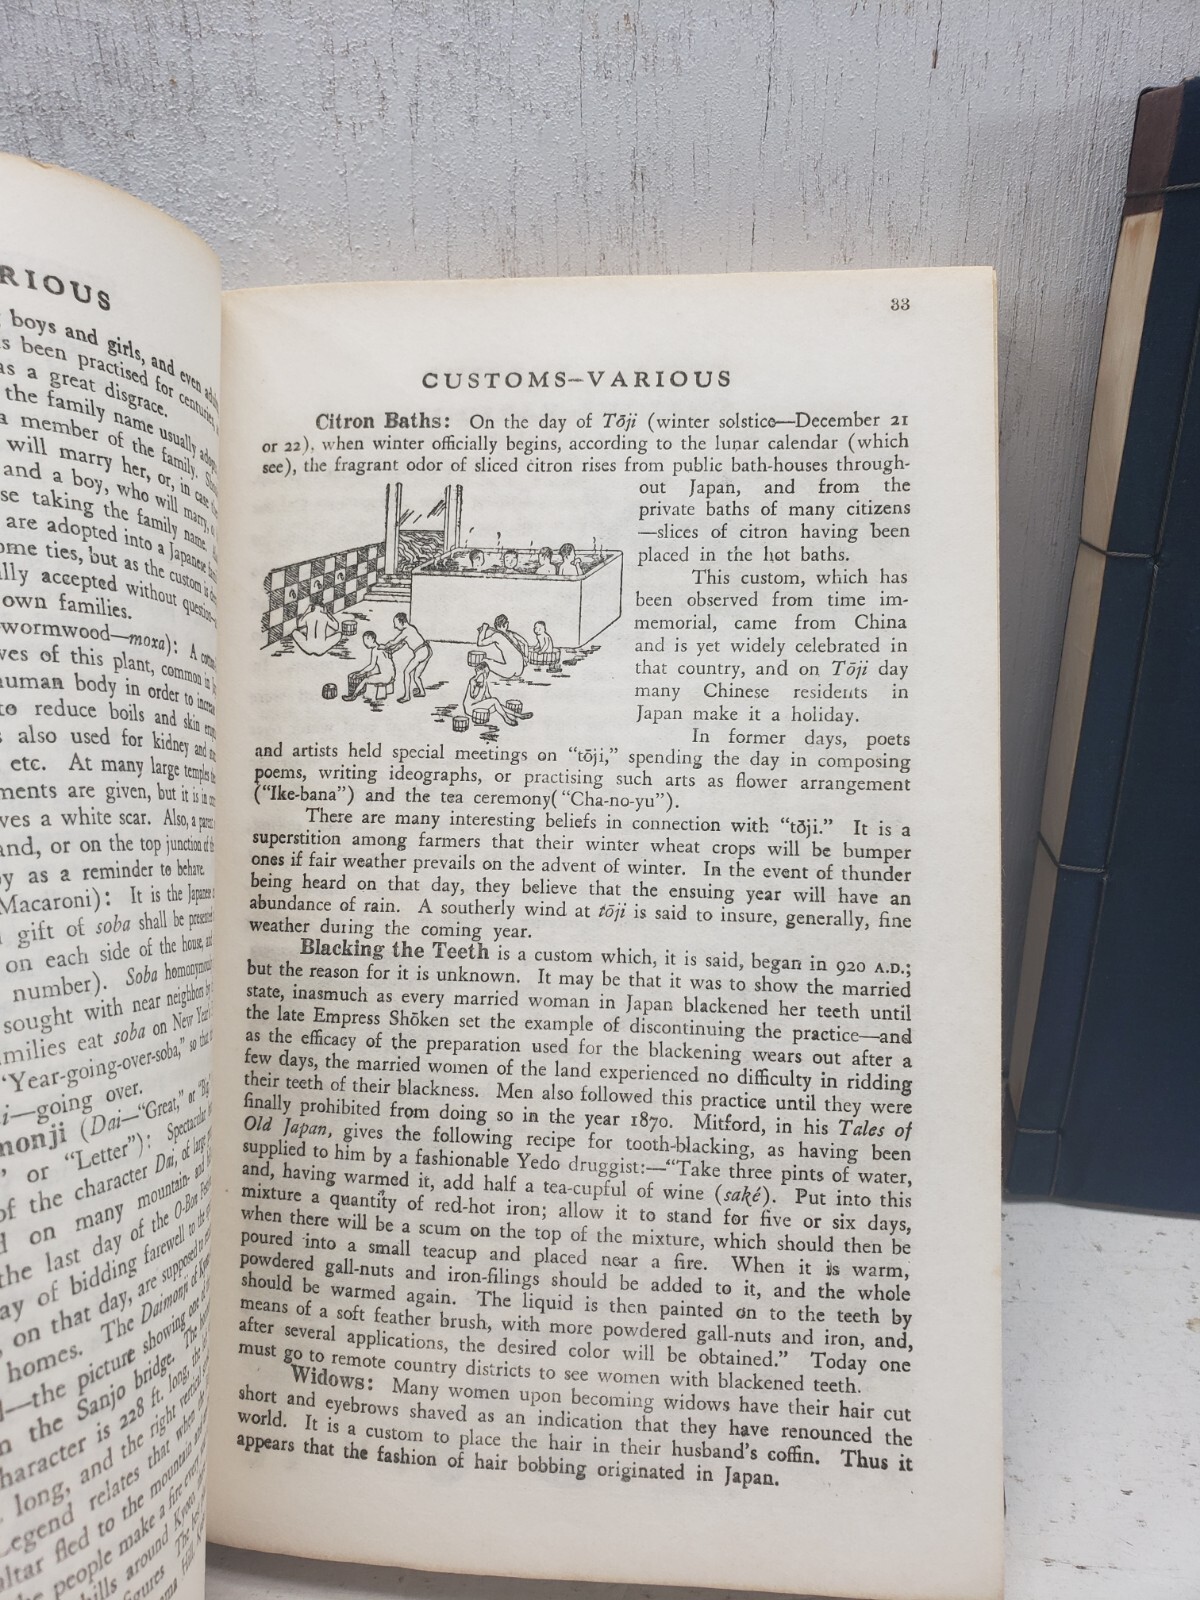 RIOUS
boys and girls, and even
s been practised for centuries,
as a great disgrace.
the family name usually
a member of the family.
will marry her, or, in case
and a boy, who will marry,
se taking the family name.
are adopted into a Japanese
ome ties, but as the custom is
lly accepted without question
own families.
wormwood—moxa): A
ves of this plant, common in
human body in order to
to reduce boils and skin
s also used for kidney and
etc. At many large temples
ments are given, but it is in
ves a white scar. Also, a
and, or on the top junction of
by as a reminder to behave.
Macaroni): It is the Japanese
gift of soba shall be presented
on each side of the house,
number). Soba
sought with near neighbors
milies eat soba on New Year's
"Year-going-over-soba," so
i—going over.
monji (Dai—"Great," or "Big"
" or "Letter"): Spectacular
of the character Dai, of large
on many mountain- and
the last day of the O-Bon
ay of bidding farewell to the
on that day, are supposed to
homes. The Daimonji of
—the picture showing one of
n the Sanjo bridge. The
haracter is 228 ft. long, the
long, and the right vertical
Legend relates that when the
altar fled to the mountain
the people make a fire every
hills around Kyoto
figures The
33
CUSTOMS—VARIOUS
Citron Baths: On the day of Tōji (winter solstice—December 21
or 22), when winter officially begins, according to the lunar calendar (which
see), the fragrant odor of sliced citron rises from public bath-houses through-
out Japan, and from the
private baths of many citizens
—slices of citron having been
placed in the hot baths.
This custom, which has
been observed from time im-
memorial, came from China
and is yet widely celebrated in
that country, and on Tōji day
many Chinese residents in
Japan make it a holiday.
In former days, poets
and artists held special meetings on "tōji," spending the day in composing
poems, writing ideographs, or practising such arts as flower arrangement
("Ike-bana") and the tea ceremony("Cha-no-yu").
There are many interesting beliefs in connection with "tōji." It is a
superstition among farmers that their winter wheat crops will be bumper
ones if fair weather prevails on the advent of winter. In the event of thunder
being heard on that day, they believe that the ensuing year will have an
abundance of rain. A southerly wind at tōji is said to insure, generally, fine
weather during the coming year.
Blacking the Teeth is a custom which, it is said, began in 920 A.D.;
but the reason for it is unknown. It may be that it was to show the married
state, inasmuch as every married woman in Japan blackened her teeth until
the late Empress Shōken set the example of discontinuing the practice—and
as the efficacy of the preparation used for the blackening wears out after a
few days, the married women of the land experienced no difficulty in ridding
their teeth of their blackness. Men also followed this practice until they were
finally prohibited from doing so in the year 1870. Mitford, in his Tales of
Old Japan, gives the following recipe for tooth-blacking, as having been
supplied to him by a fashionable Yedo druggist:—"Take three pints of water,
and, having warmed it, add half a tea-cupful of wine (saké). Put into this
mixture a quantity of red-hot iron; allow it to stand for five or six days,
when there will be a scum on the top of the mixture, which should then be
poured into a small teacup and placed near a fire. When it is warm,
powdered gall-nuts and iron-filings should be added to it, and the whole
should be warmed again. The liquid is then painted on to the teeth by
means of a soft feather brush, with more powdered gall-nuts and iron, and,
after several applications, the desired color will be obtained." Today one
must go to remote country districts to see women with blackened teeth.
Widows: Many women upon becoming widows have their hair cut
short and eyebrows shaved as an indication that they have renounced the
world. It is a custom to place the hair in their husband's coffin. Thus it
appears that the fashion of hair bobbing originated in Japan.